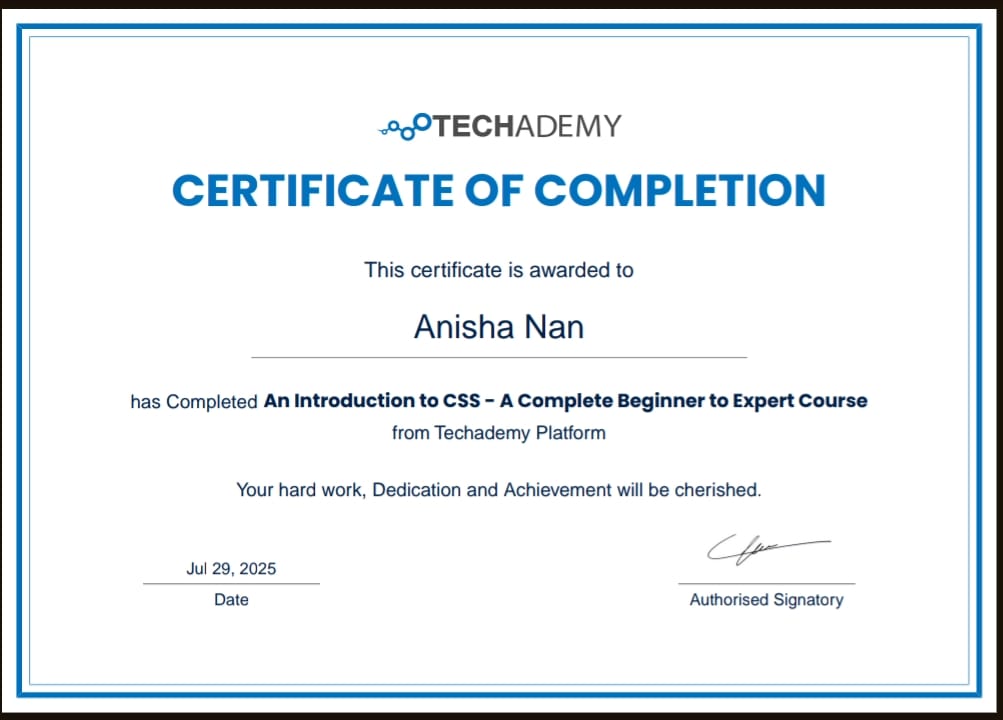 TECHADEMY
CERTIFICATE OF COMPLETION
This certificate is awarded to
Anisha Nan
has Completed An Introduction to CSS - A Complete Beginner to Expert Course
from Techademy Platform
Your hard work, Dedication and Achievement will be cherished.
Jul 29, 2025
Date
Authorised Signatory